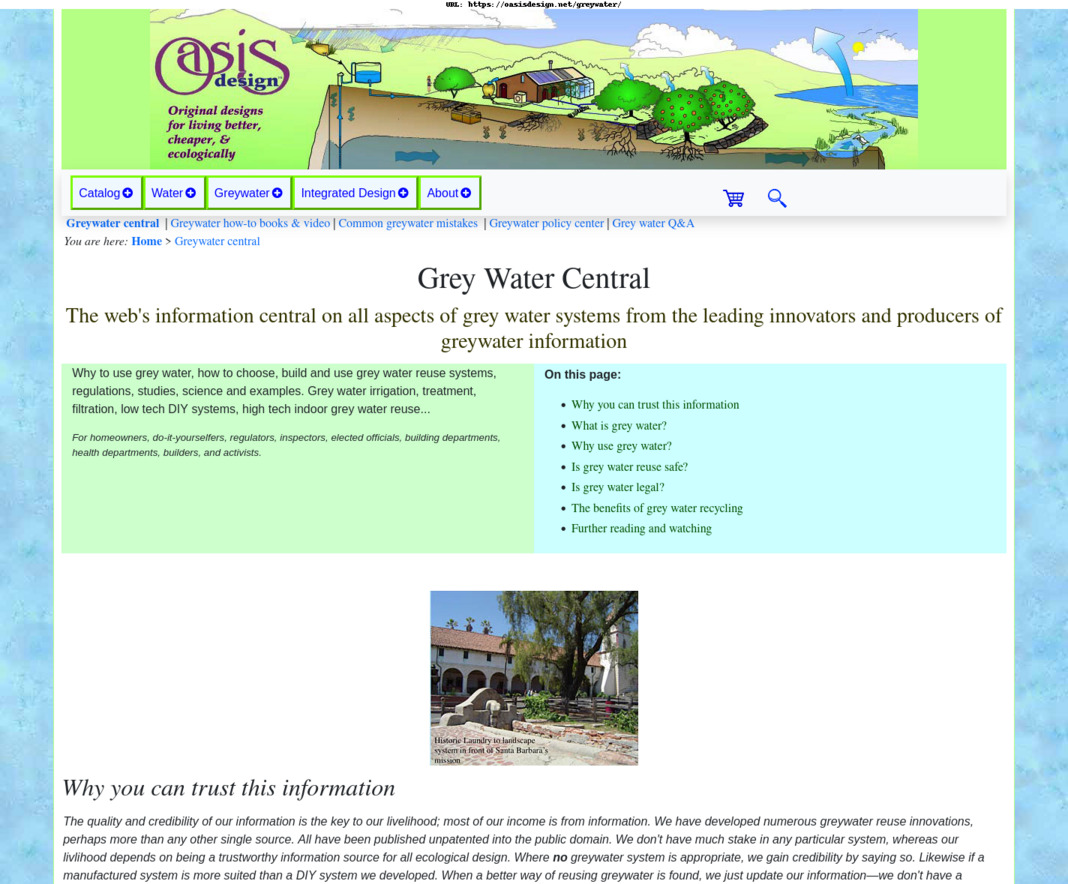 URL: https://oasisdesign.net/greywater/
Oasis
design
Original designs
for living better,
cheaper, &
ecologically
Catalog Water Greywater Integrated Design About
Greywater central | Greywater how-to books & video | Common greywater mistakes | Greywater policy center | Grey water Q&A
You are here: Home > Greywater central
Grey Water Central
The web's information central on all aspects of grey water systems from the leading innovators and producers of
greywater information
Why to use grey water, how to choose, build and use grey water reuse systems,
regulations, studies, science and examples. Grey water irrigation, treatment,
filtration, low tech DIY systems, high tech indoor grey water reuse...
For homeowners, do-it-yourselfers, regulators, inspectors, elected officials, building departments,
health departments, builders, and activists.
On this page:
Why you can trust this information
What is grey water?
Why use grey water?
Is grey water reuse safe?
Is grey water legal?
The benefits of grey water recycling
Further reading and watching
Historic Laundry to landscape
system in front of Santa Barbara's
mission
Why you can trust this information
The quality and credibility of our information is the key to our livelihood; most of our income is from information. We have developed numerous greywater reuse innovations,
perhaps more than any other single source. All have been published unpatented into the public domain. We don't have much stake in any particular system, whereas our
livlihood depends on being a trustworthy information source for all ecological design. Where no greywater system is appropriate, we gain credibility by saying so. Likewise if a
manufactured system is more suited than a DIY system we developed. When a better way of reusing greywater is found, we just update our information—we don't have a